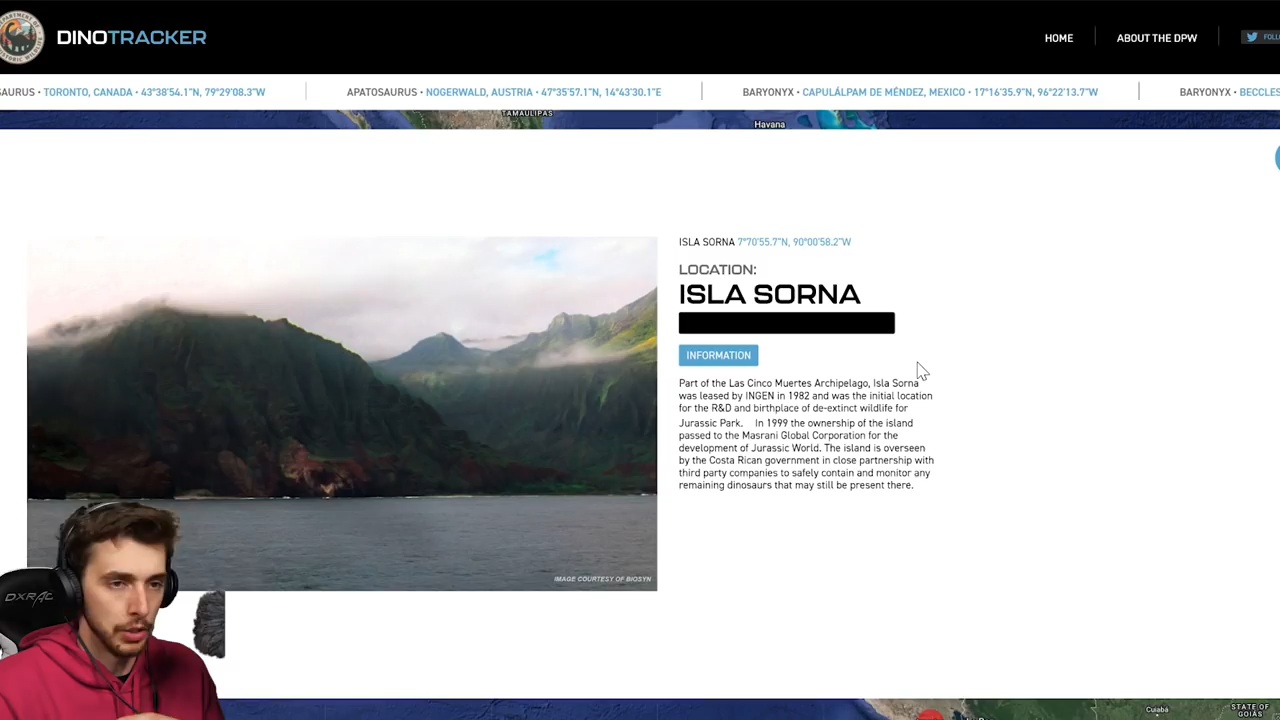 DINOTRACKER
HOME
ABOUT THE DPW
SAURUS • TORONTO, CANADA • 43°38'54.1"N, 79°29'08.3"W
APATOSAURUS • NOGERWALD, AUSTRIA • 47°35'57.1"N, 14°43'30.1"E
BARYONYX • CAPULÁLPAM DE MÉNDEZ, MEXICO • 17°16'35.9"N, 96°22'13.7"W
BARYONYX • BECCLES
TAMAULIPAS
Havana
ISLA SORNA 7°70'55.7"N, 90°00'58.2"W
LOCATION:
ISLA SORNA
INFORMATION
Part of the Las Cinco Muertes Archipelago, Isla Sorna
was leased by INGEN in 1982 and was the initial location
for the R&D and birthplace of de-extinct wildlife for
Jurassic Park. In 1999 the ownership of the island
passed to the Masrani Global Corporation for the
development of Jurassic World. The island is overseen
by the Costa Rican government in close partnership with
third party companies to safely contain and monitor any
remaining dinosaurs that may still be present there.
IMAGE COURTESY OF BIOSYN
DXRAC
Cuiabá
STATE OF
GOIÁS